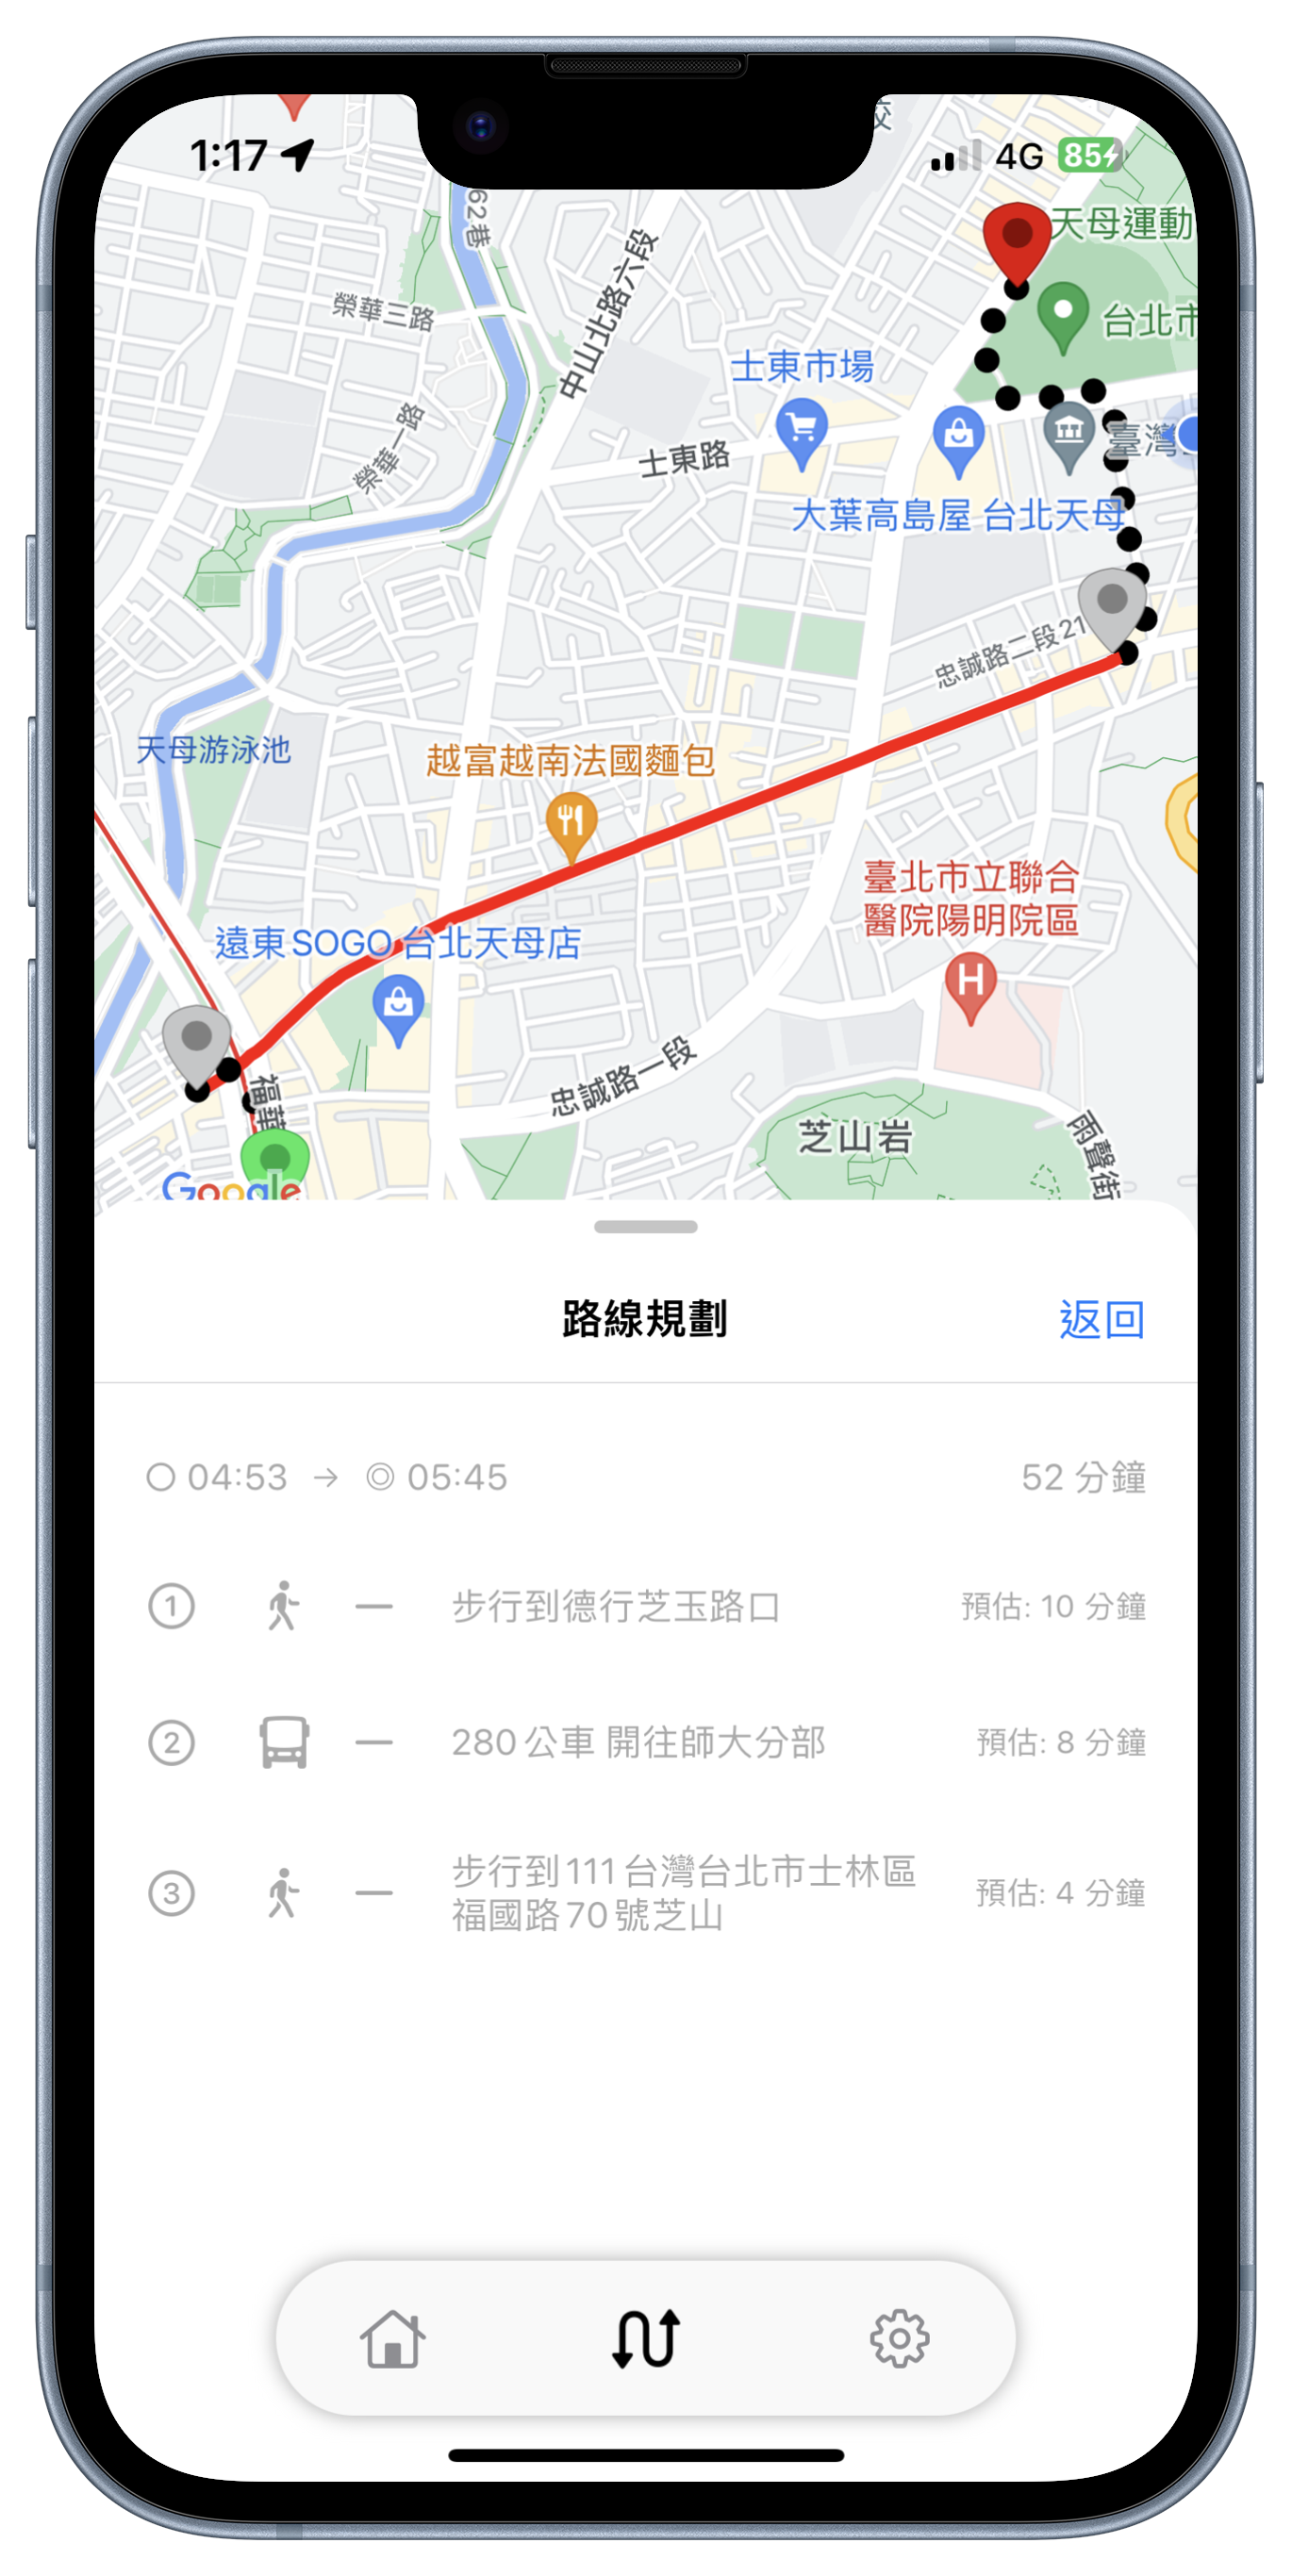 校
1:17
4G 85
62巷
天母運動
榮華三路
中山北路六段
台北市
士東市場
榮華一路
士東路
臺灣
大葉高島屋 台北天母
忠誠路二段21
天母游泳池
越富越南法國麵包
臺北市立聯合
醫院陽明院區
遠東SOGO台北天母店
H
忠誠路一段
福華
芝山岩
雨聲街
Google
路線規劃
返回
04:53 → 05:45
52 分鐘
1 — 步行到德行芝玉路口 預估: 10 分鐘
2 — 280公車 開往師大分部 預估: 8 分鐘
3 — 步行到111台灣台北市士林區
福國路70號芝山
預估: 4 分鐘